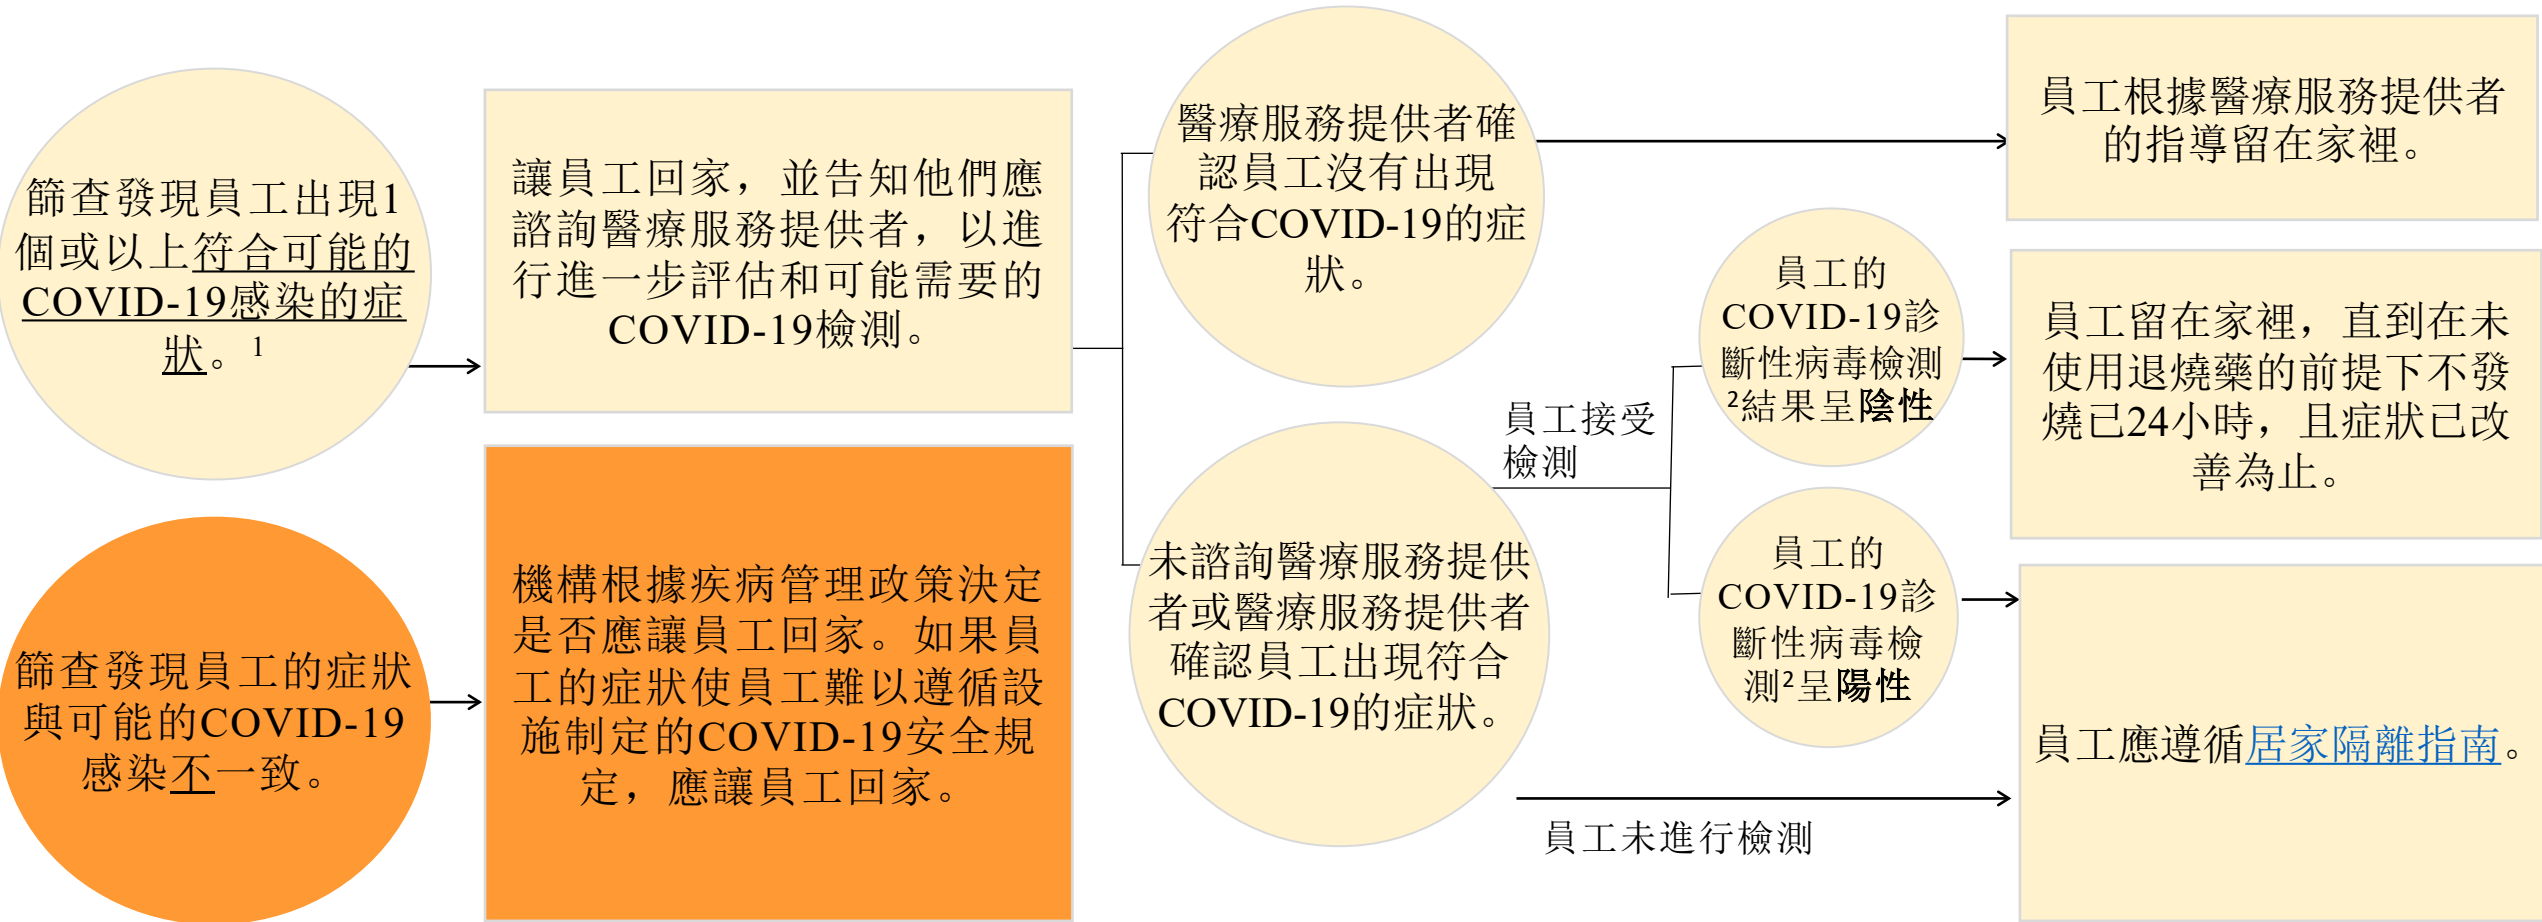 篩查發現員工出現1
個或以上符合可能的
COVID-19感染的症
狀。1
讓員工回家，並告知他們應
諮詢醫療服務提供者，以進
行進一步評估和可能需要的
COVID-19檢測。
醫療服務提供者確
認員工沒有出現
符合COVID-19的症
狀。
員工根據醫療服務提供者
的指導留在家裡。
未諮詢醫療服務提供
者或醫療服務提供者
確認員工出現符合
COVID-19的症狀。
員工接受
檢測
員工的
COVID-19診
斷性病毒檢測
2結果呈陰性
員工留在家裡，直到在未
使用退燒藥的前提下不發
燒已24小時，且症狀已改
善為止。
員工的
COVID-19診
斷性病毒檢
測2呈陽性
員工未進行檢測
員工應遵循居家隔離指南。
篩查發現員工的症狀
與可能的COVID-19
感染不一致。
機構根據疾病管理政策決定
是否應讓員工回家。如果員
工的症狀使員工難以遵循設
施制定的COVID-19安全規
定，應讓員工回家。